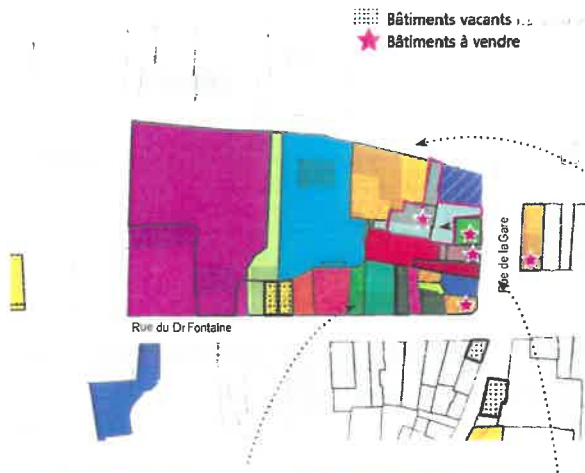 Bâtiments vacants
Bâtiments à vendre
Rue de la Gare
Rue du Dr Fontaine